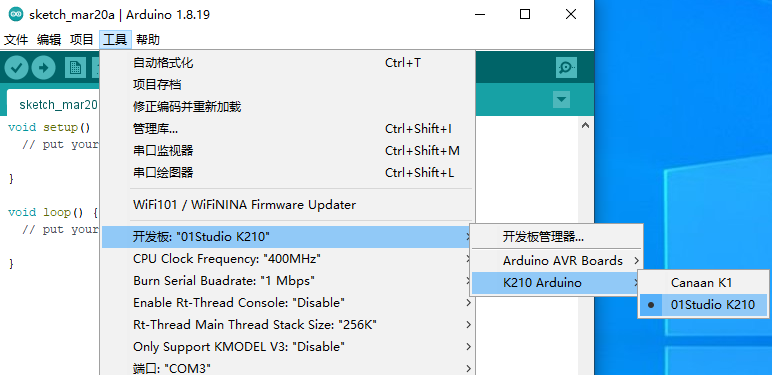 sketch_mar20a | Arduino 1.8.19
文件 编辑 项目 工具 帮助
sketch_mar20
void setup()
// put your
}
void loop() {
// put your
}
自动格式化 Ctrl+T
项目存档
修正编码并重新加载
管理库... Ctrl+Shift+I
串口监视器 Ctrl+Shift+M
串口绘图器 Ctrl+Shift+L
WiFi101 / WiFiNINA Firmware Updater
开发板: "01Studio K210"
CPU Clock Frequency: "400MHz"
Burn Serial Buadrate: "1 Mbps"
Enable Rt-Thread Console: "Disable"
Rt-Thread Main Thread Stack Size: "256K"
Only Support KMODEL V3: "Disable"
端口: "COM3"
开发板管理器...
Arduino AVR Boards
K210 Arduino
Canaan K1
01Studio K210